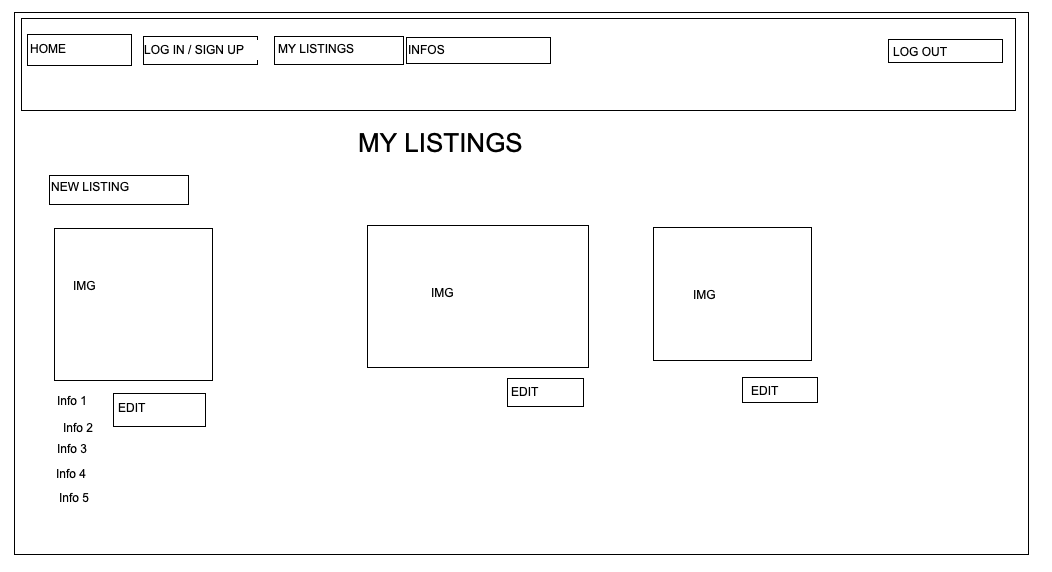 HOME
LOG IN / SIGN UP
MY LISTINGS
INFOS
LOG OUT
MY LISTINGS
NEW LISTING
IMG
IMG
IMG
Info 1
EDIT
EDIT
EDIT
Info 2
Info 3
Info 4
Info 5